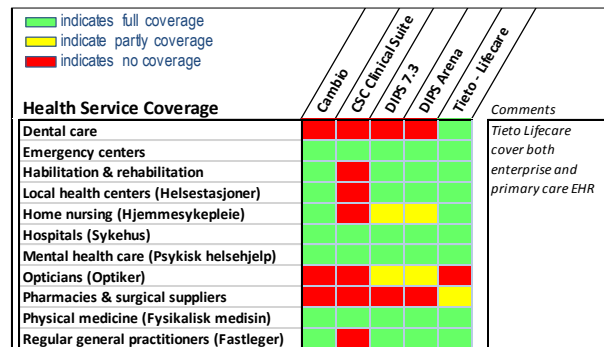 indicates full coverage
indicate partly coverage
indicates no coverage
Cambio
CSC Clinical Suite
DIPS 7.3
DIPS Arena
Tieto - Lifecare
Health Service Coverage
Comments
Dental care
Emergency centers
Habilitation & rehabilitation
Local health centers (Helsestasjoner)
Home nursing (Hjemmesykepleie)
Hospitals (Sykehus)
Mental health care (Psykisk helsehjelp)
Opticians (Optiker)
Pharmacies & surgical suppliers
Physical medicine (Fysikalisk medisin)
Regular general practitioners (Fastleger)
Tieto Lifecare
cover both
enterprise and
primary care EHR